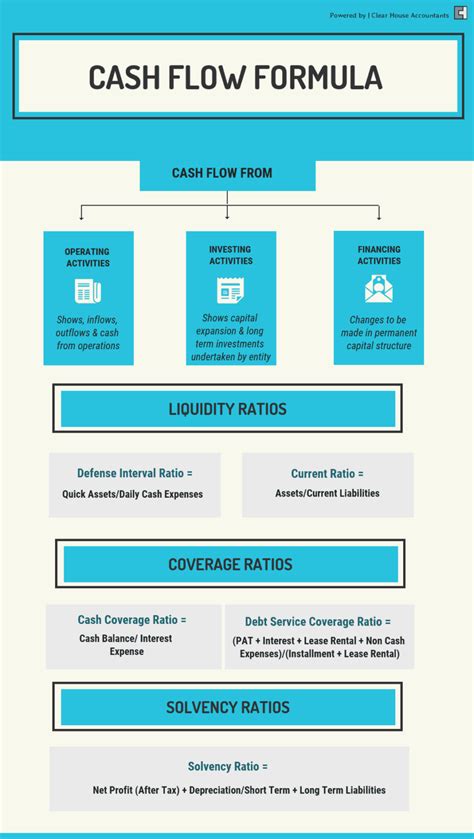 Powered by | Clear House Accountants
CASH FLOW FORMULA
CASH FLOW FROM
OPERATING
ACTIVITIES
Shows, inflows,
outflows & cash
from operations
INVESTING
ACTIVITIES
Shows capital
expansion & long
term investments
undertaken by entity
FINANCING
ACTIVITIES
Changes to be
made in permanent
capital structure
LIQUIDITY RATIOS
Defense Interval Ratio =
Quick Assets/Daily Cash Expenses
Current Ratio =
Assets/Current Liabilities
COVERAGE RATIOS
Cash Coverage Ratio =
Cash Balance/ Interest
Expense
Debt Service Coverage Ratio =
(PAT + Interest + Lease Rental + Non Cash
Expenses)/(Installment + Lease Rental)
SOLVENCY RATIOS
Solvency Ratio =
Net Profit (After Tax) + Depreciation/Short Term + Long Term Liabilities